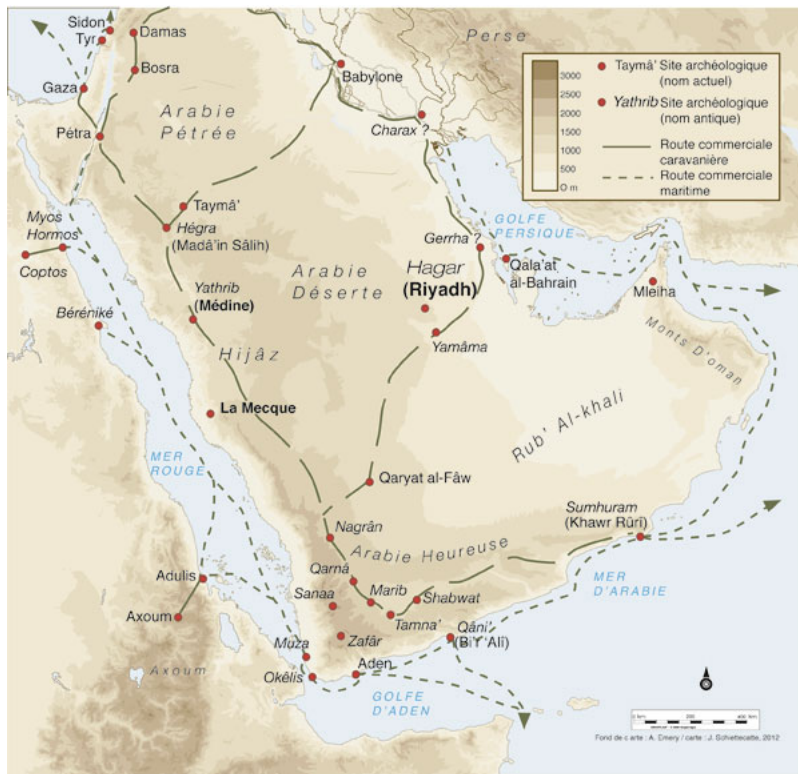 Sidon
Tyr
Damas
Bosra
Gaza
Pétra
Arabie
Pétrée
Babylone
Perse
Charax ?
3000
2500
2000
1500
1000
500
0 m
Taymâ' Site archéologique
(nom actuel)
Yathrib Site archéologique
(nom antique)
Route commerciale
caravanière
Route commerciale
maritime
Taymâ'
Hégra
(Madâ'in Sâlih)
Myos
Hormos
Coptos
Béréniké
Yathrib
(Médine)
Hijâz
La Mecque
Arabie
Déserte
Hagar
(Riyadh)
Yamâma
Gerrha ?
GOLFE
PERSIQUE
Qala'at
al-Bahrain
Mleiha
Monts D'oman
Rub' Al-khali
MER
ROUGE
Qaryat al-Fâw
Nagrân
Arabie Heureuse
Sumhuram
(Khawr Rûrî)
Adulis
Axoum
Axoum
Qarnâ
Sanaa
Marib
Shabwat
Tamna'
Zafâr
Qâni'
MER
D'ARABIE
Muza
Okêlis
Aden
GOLFE
D'ADEN
200
400 km
Fond de carte : A. Emery / carte : J. Schiettecatte, 2012